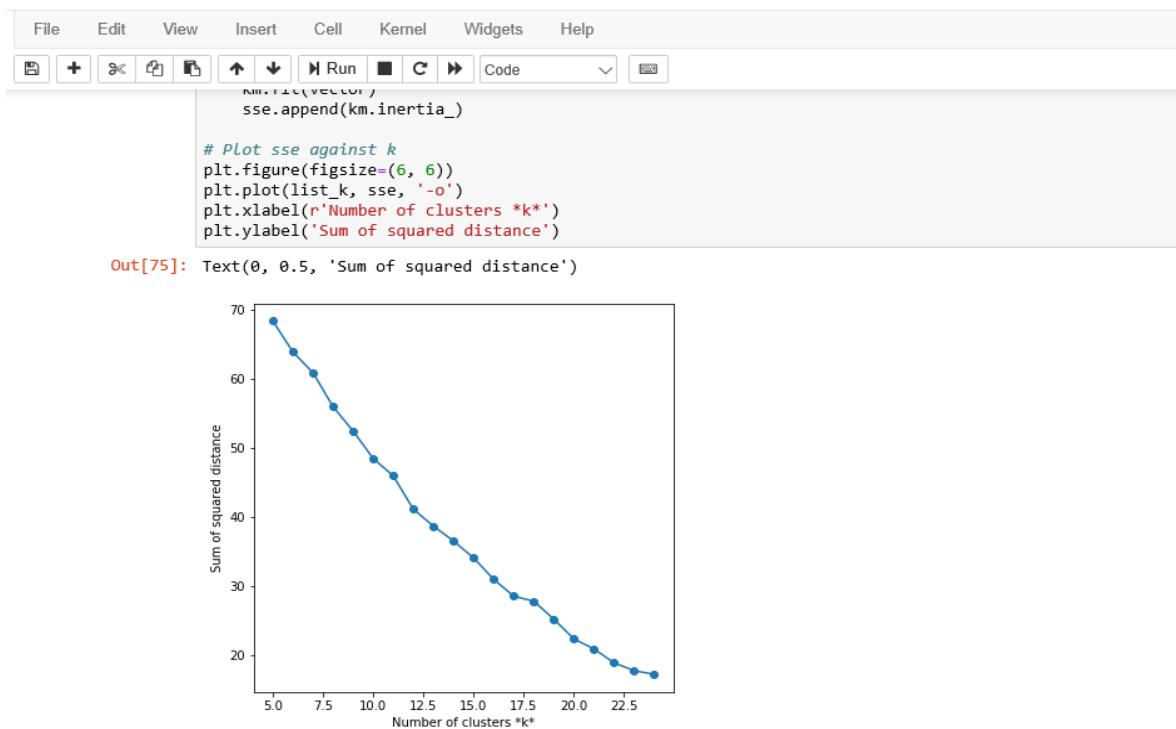 File Edit View Insert Cell Kernel Widgets Help
Run Code
km.fit(vector)
sse.append(km.inertia_)
# Plot sse against k
plt.figure(figsize=(6, 6))
plt.plot(list_k, sse, '-o')
plt.xlabel(r'Number of clusters *k*')
plt.ylabel('Sum of squared distance')
Out[75]: Text(0, 0.5, 'Sum of squared distance')
70
60
50
40
30
20
Sum of squared distance
5.0 7.5 10.0 12.5 15.0 17.5 20.0 22.5
Number of clusters *k*